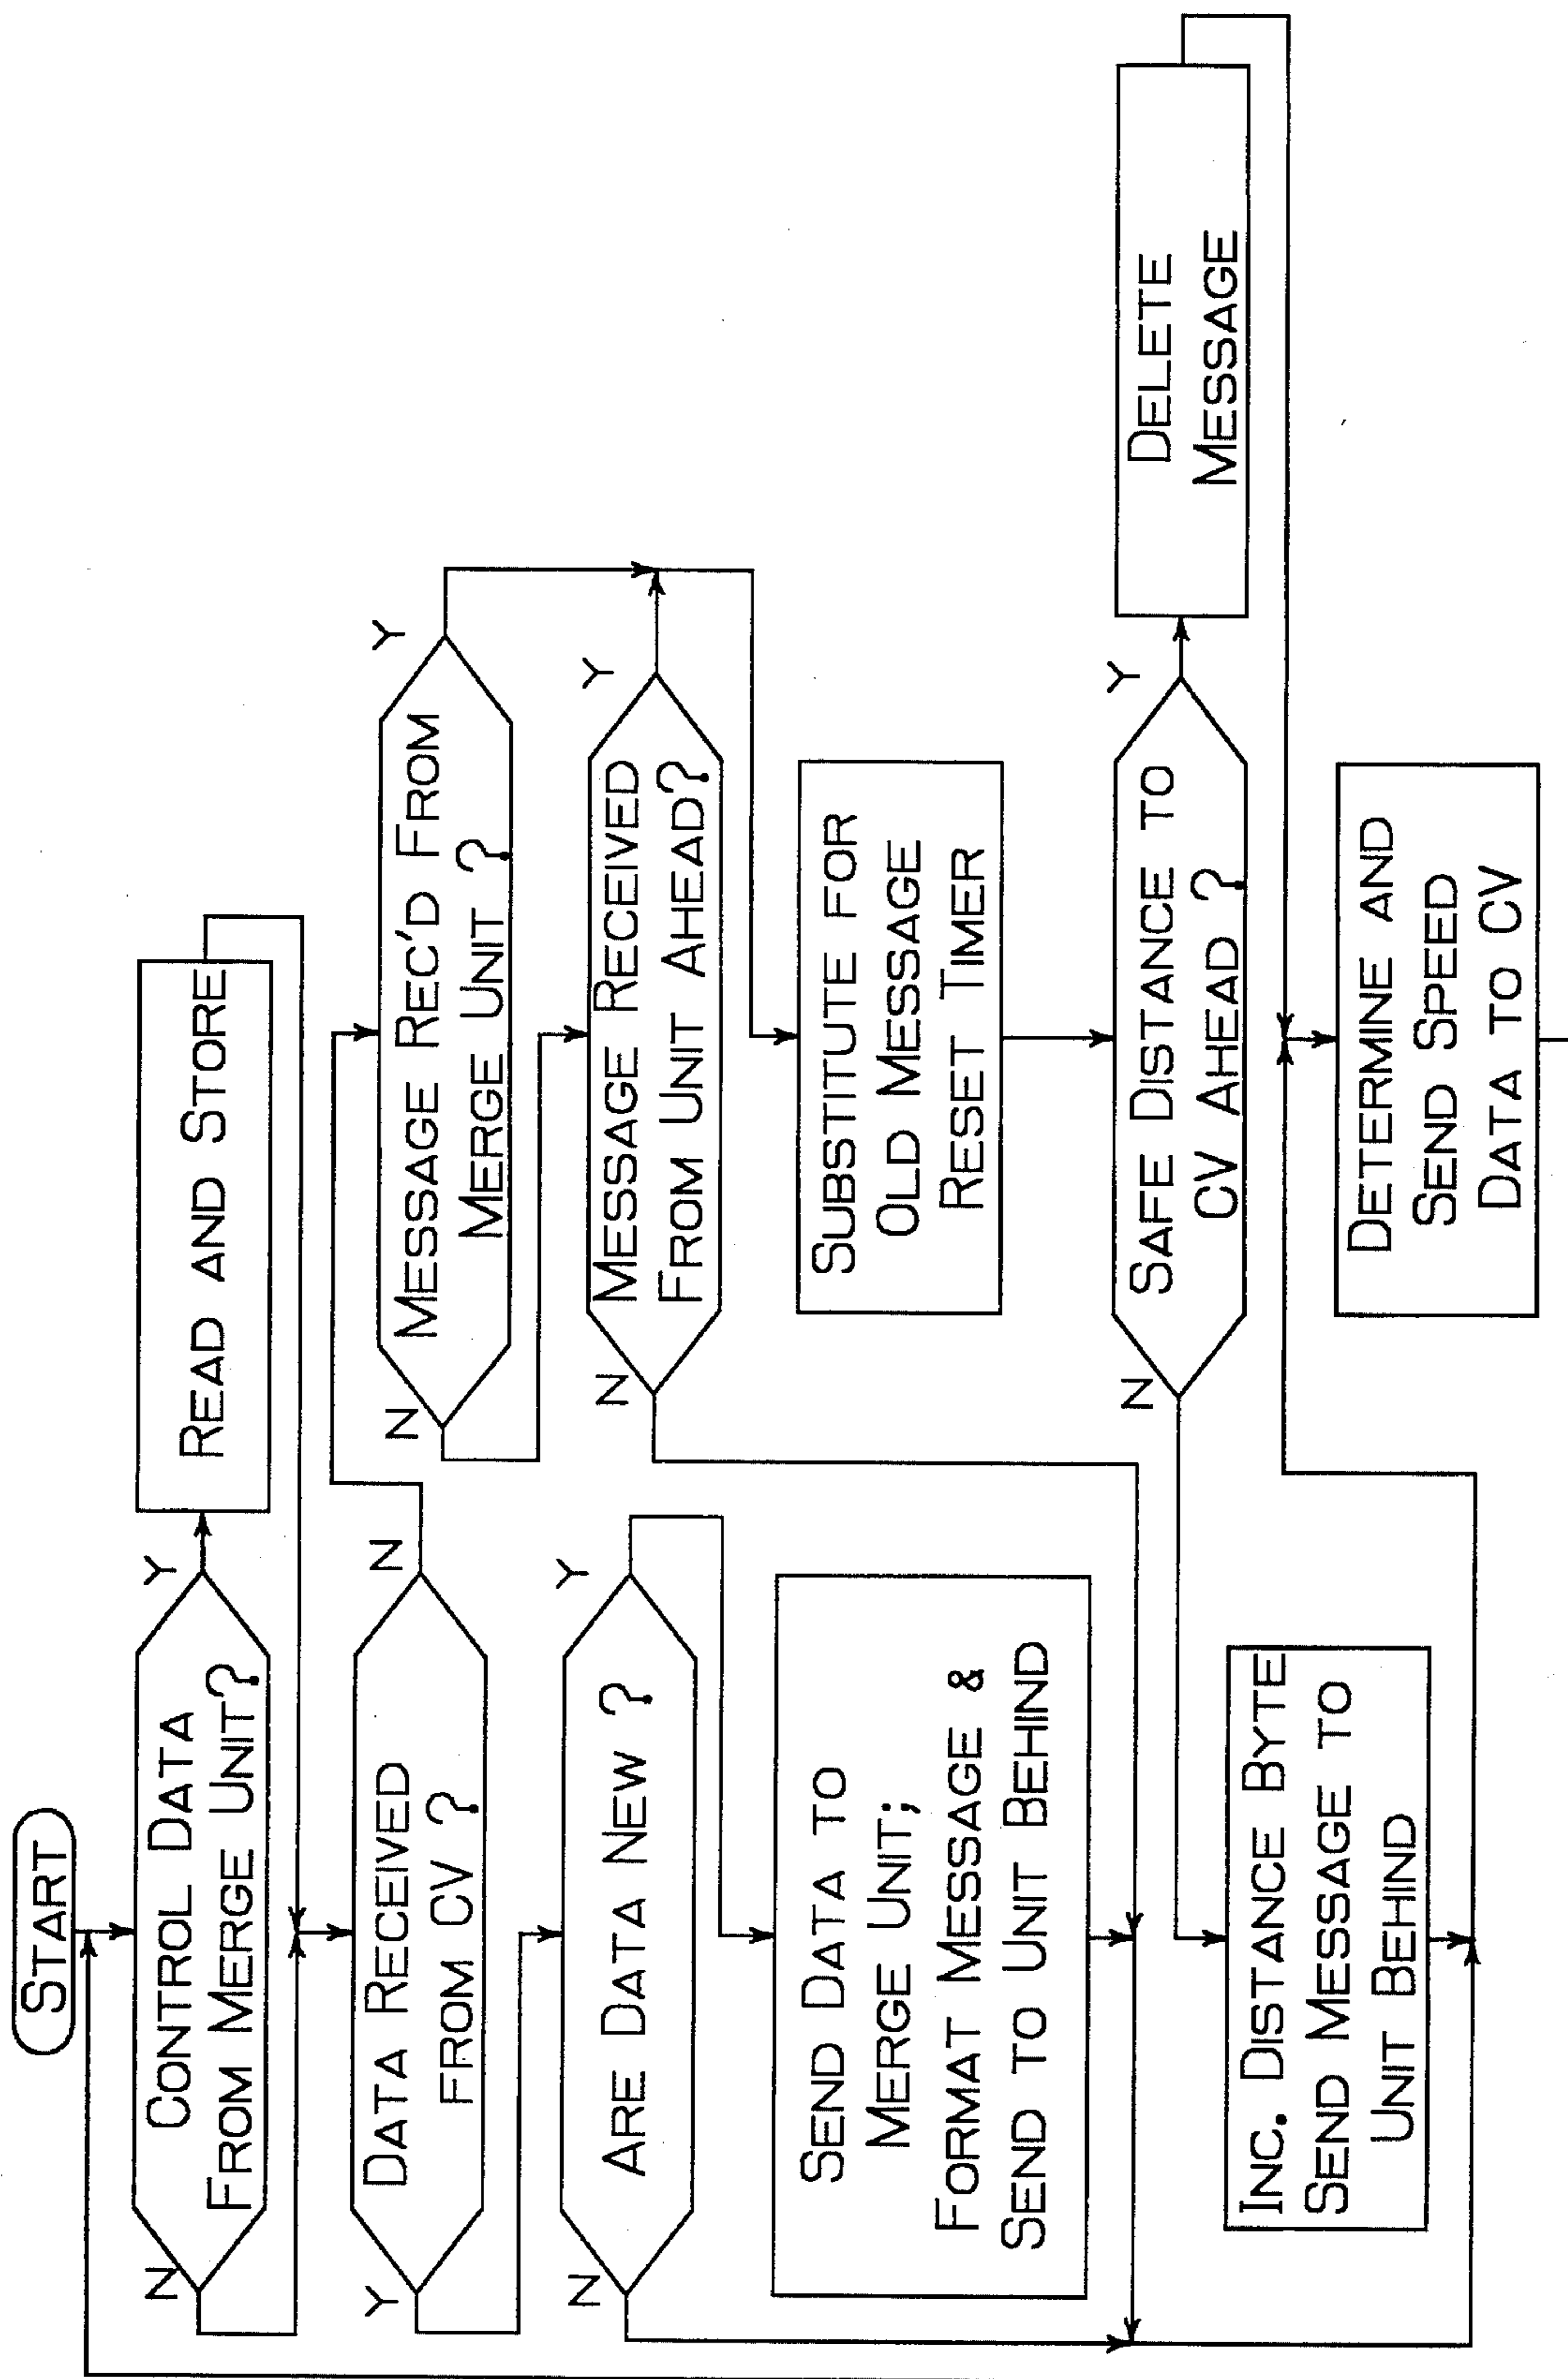 START
CONTROL DATA
FROM MERGE UNIT?
N
Y
READ AND STORE
DATA RECEIVED
FROM CV ?
Y
N
MESSAGE REC'D FROM
MERGE UNIT ?
N
Y
ARE DATA NEW ?
N
Y
MESSAGE RECEIVED
FROM UNIT AHEAD?
N
Y
SEND DATA TO
MERGE UNIT;
FORMAT MESSAGE &
SEND TO UNIT BEHIND
SUBSTITUTE FOR
OLD MESSAGE
RESET TIMER
SAFE DISTANCE TO
CV AHEAD ?
N
Y
DELETE
MESSAGE
INC. DISTANCE BYTE
SEND MESSAGE TO
UNIT BEHIND
DETERMINE AND
SEND SPEED
DATA TO CV